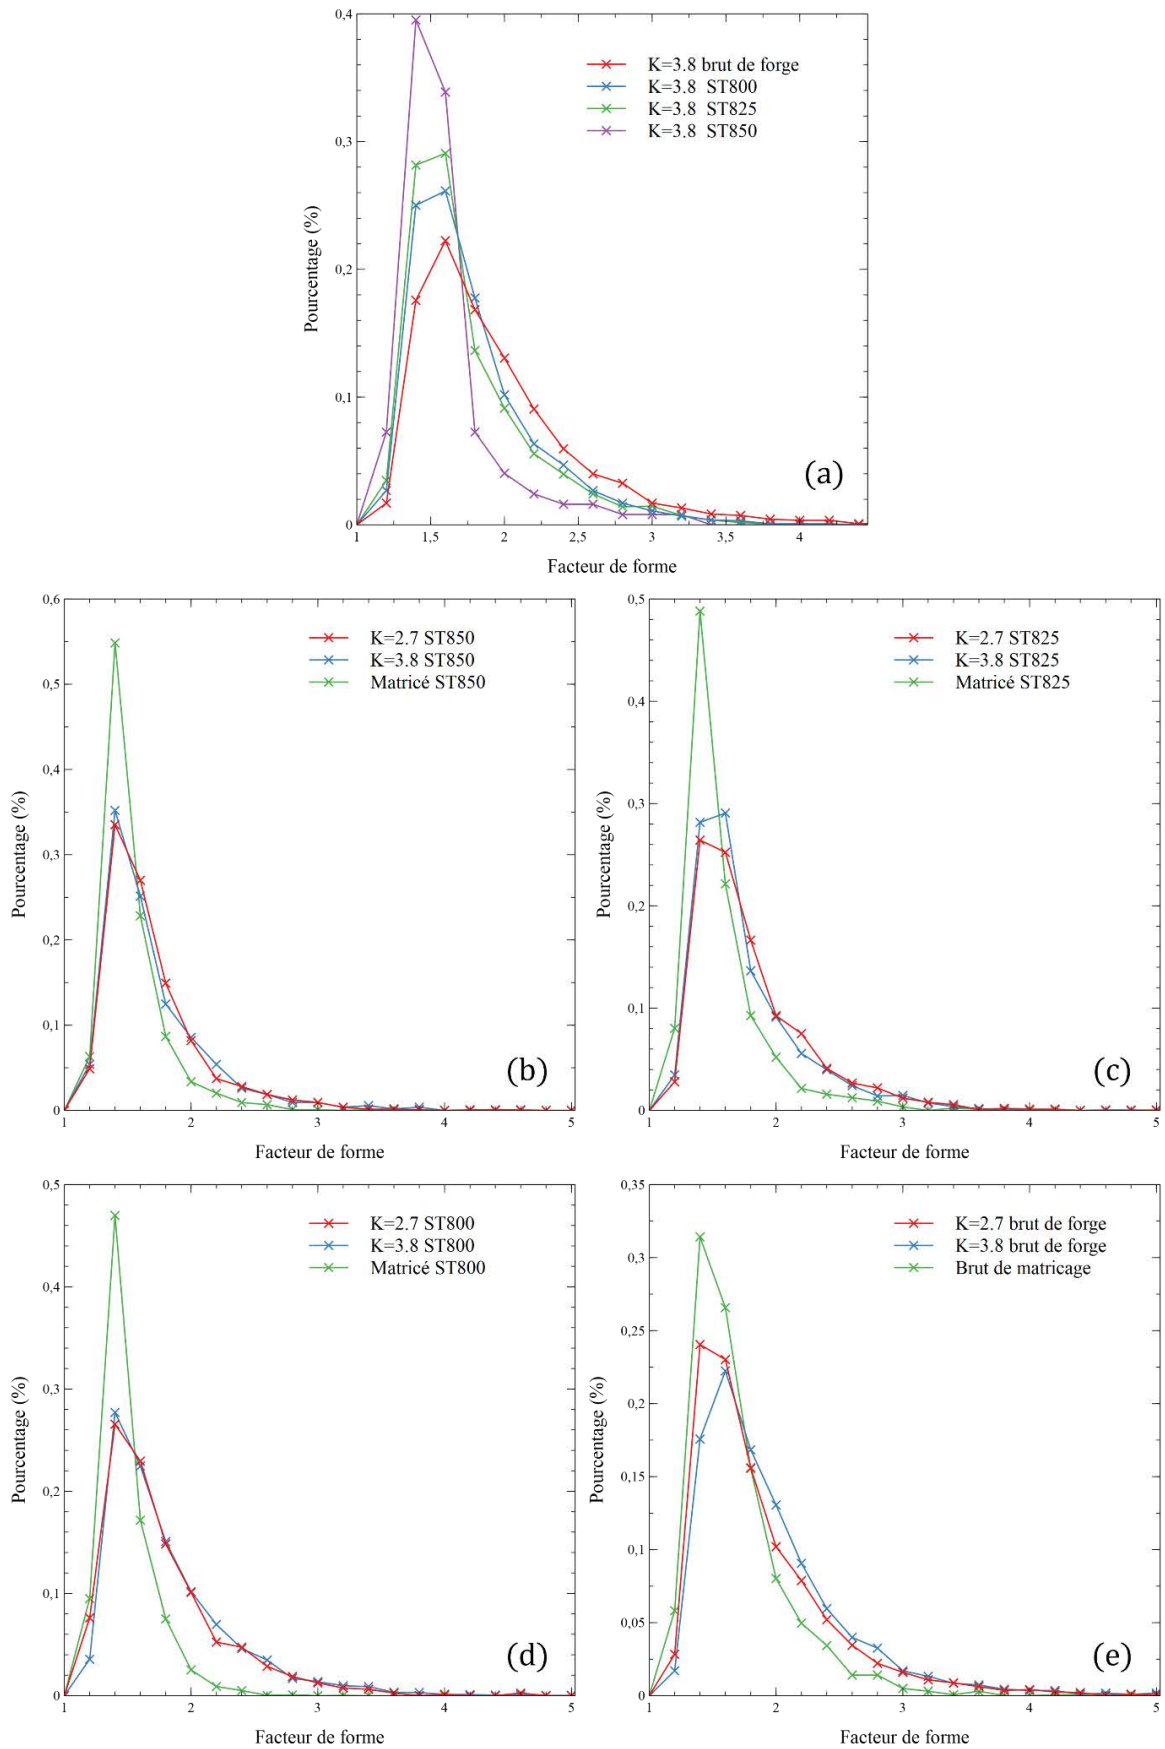 0,4
K=3.8 brut de forge
K=3.8 ST800
K=3.8 ST825
K=3.8 ST850
0,3
Pourcentage (%)
0,2
0,1
(a)
0
1 1,5 2 2,5 3 3,5 4
Facteur de forme
0,6
K=2.7 ST850
K=3.8 ST850
Matricé ST850
0,5
0,4
Pourcentage (%)
0,3
0,2
0,1
(b)
0
1 2 3 4 5
Facteur de forme
0,5
K=2.7 ST825
K=3.8 ST825
Matricé ST825
0,4
0,3
Pourcentage (%)
0,2
0,1
(c)
0
1 2 3 4 5
Facteur de forme
0,5
K=2.7 ST800
K=3.8 ST800
Matricé ST800
0,4
0,3
Pourcentage (%)
0,2
0,1
(d)
0
1 2 3 4 5
Facteur de forme
0,35
K=2.7 brut de forge
K=3.8 brut de forge
Brut de matricage
0,3
0,25
0,2
Pourcentage (%)
0,15
0,1
0,05
(e)
0
1 2 3 4 5
Facteur de forme